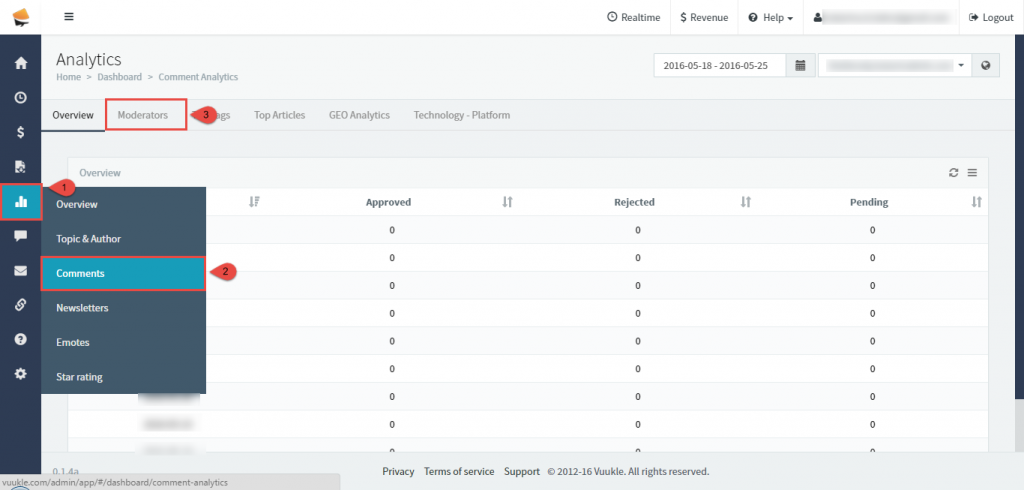 Realtime
$ Revenue
Help
Logout
Analytics
Home > Dashboard > Comment Analytics
2016-05-18 - 2016-05-25
Overview
Moderators
3
Top Articles
GEO Analytics
Technology - Platform
Overview
1
Approved
Rejected
Pending
Overview
0 0 0
Topic & Author
0 0 0
Comments
2
0 0 0
Newsletters
0 0 0
Emotes
0 0 0
Star rating
0 0 0
0 0 0
0 0 0
0 0 0
0.1.4a
Privacy Terms of service Support © 2012-16 Vuukle. All rights reserved.
vuukle.com/admin/app/#/dashboard/comment-analytics